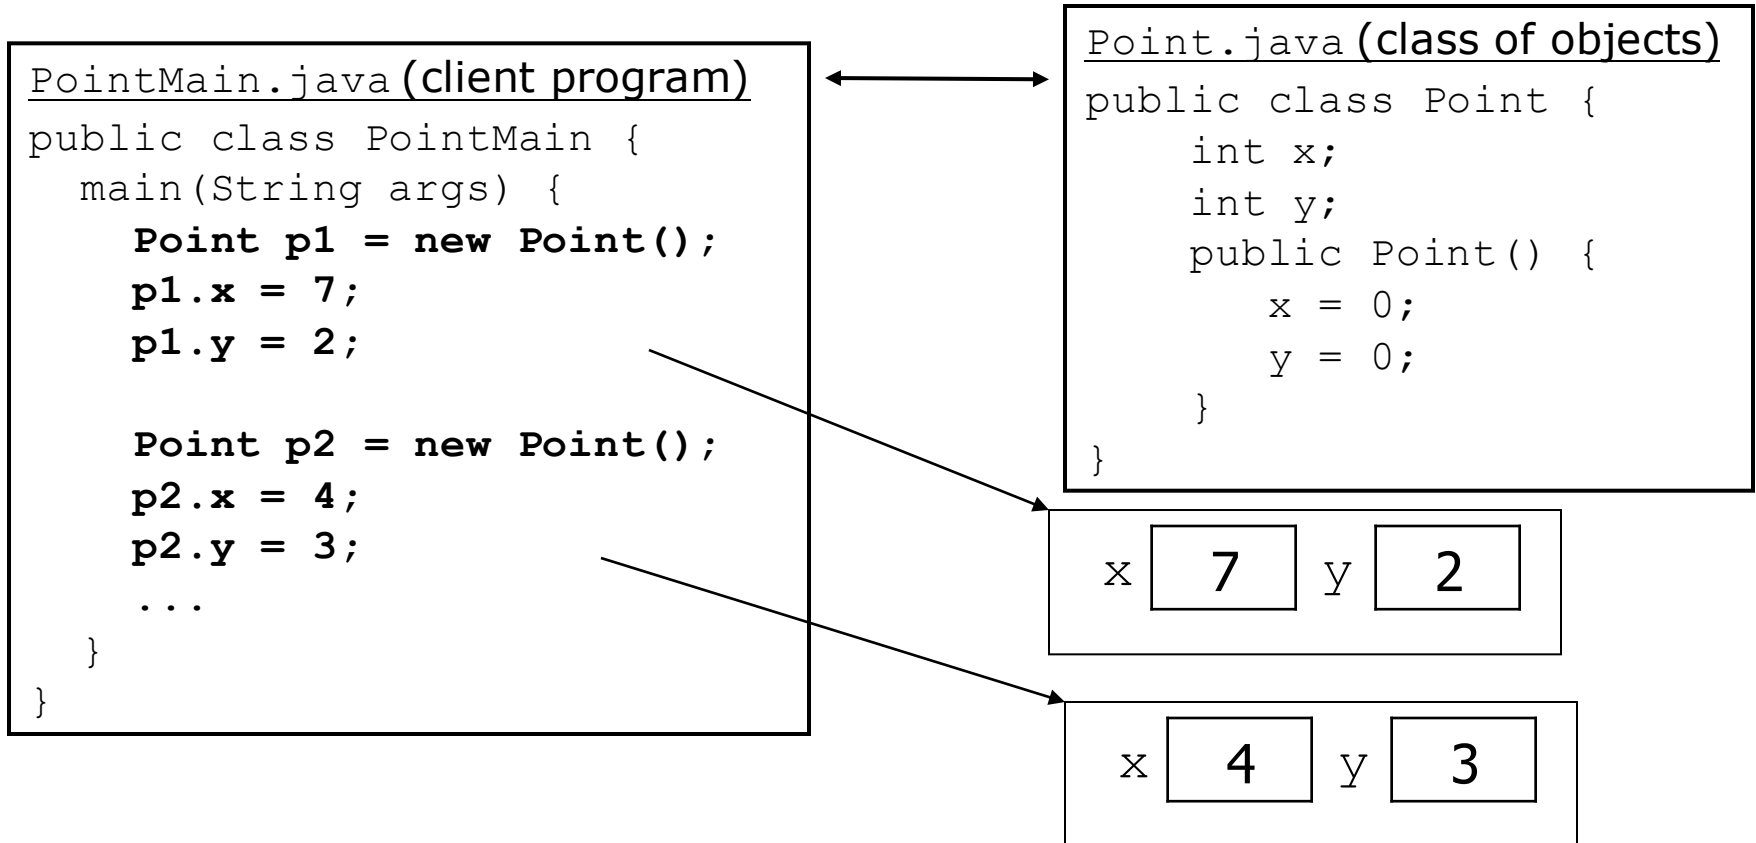 PointMain.java (client program)
public class PointMain {
main(String args) {
Point p1 = new Point();
p1.x = 7;
p1.y = 2;
Point p2 = new Point();
p2.x = 4;
p2.y = 3;
...
}
}
Point.java (class of objects)
public class Point {
int x;
int y;
public Point() {
x = 0;
y = 0;
}
}
x 7 y 2
x 4 y 3